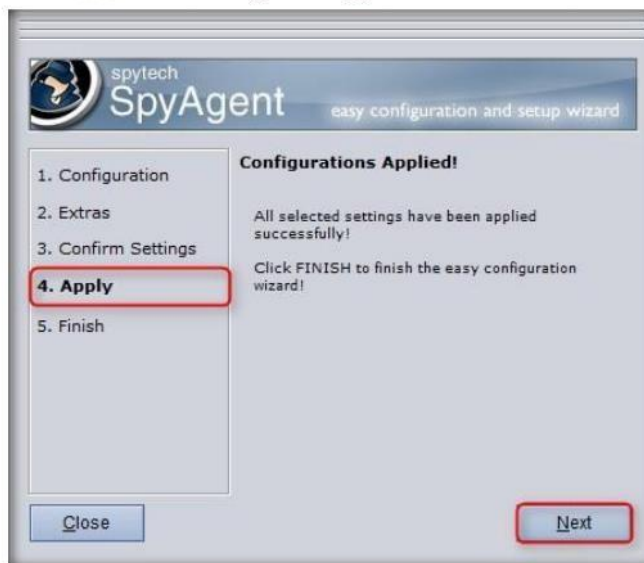 spytech
SpyAgent
easy configuration and setup wizard
1. Configuration
2. Extras
3. Confirm Settings
4. Apply
5. Finish
Configurations Applied!
All selected settings have been applied
successfully!
Click FINISH to finish the easy configuration
wizard!
Close
Next